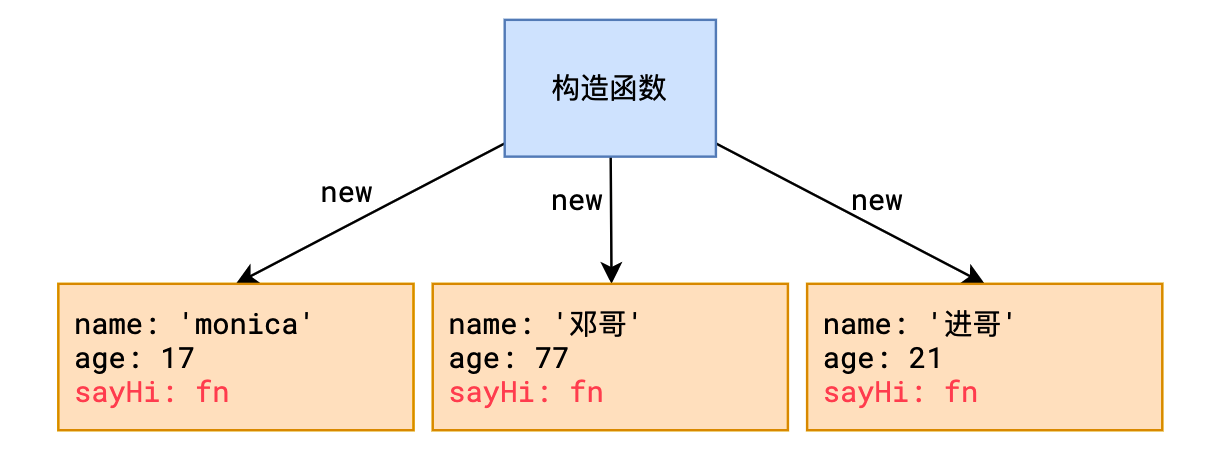 构造函数
new
new
new
name: 'monica'
age: 17
sayHi: fn
name: '邓哥'
age: 77
sayHi: fn
name: '进哥'
age: 21
sayHi: fn